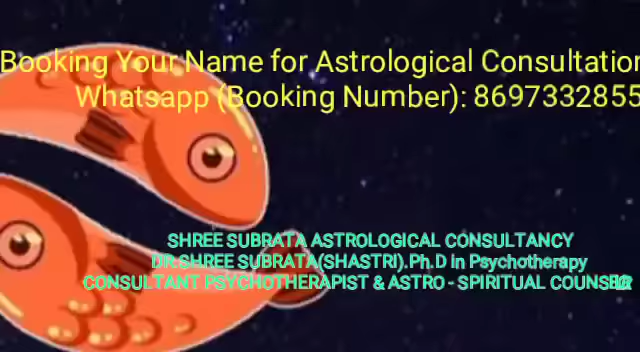 Booking Your Name for Astrological Consultation
Whatsapp (Booking Number): 8697332855
SHREE SUBRATA ASTROLOGICAL CONSULTANCY
DR.SHREE SUBRATA(SHASTRI).Ph.D in Psychotherapy
CONSULTANT PSYCHOTHERAPIST & ASTRO - SPIRITUAL